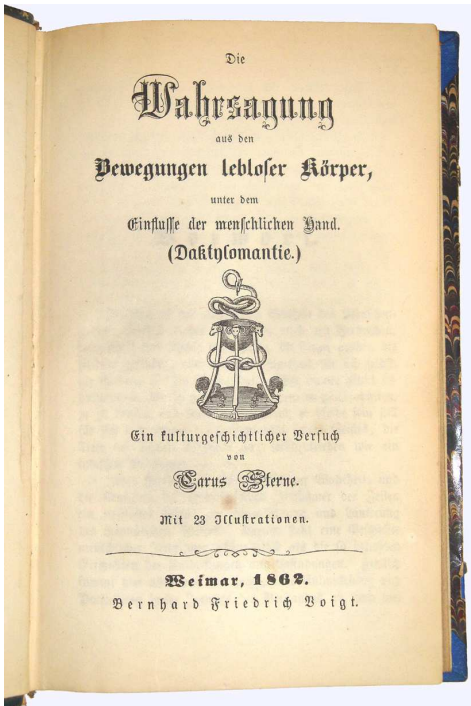 Die
Wahrsagung
aus den
Bewegungen lebloſer Körper,
unter dem
Einfluſſe der menſchlichen Hand.
(Daktylomantie.)
Ein kulturgeſchichtlicher Verſuch
von
Carus Sterne.
Mit 23 Illuſtrationen.
Weimar, 1862.
Bernhard Friedrich Voigt.